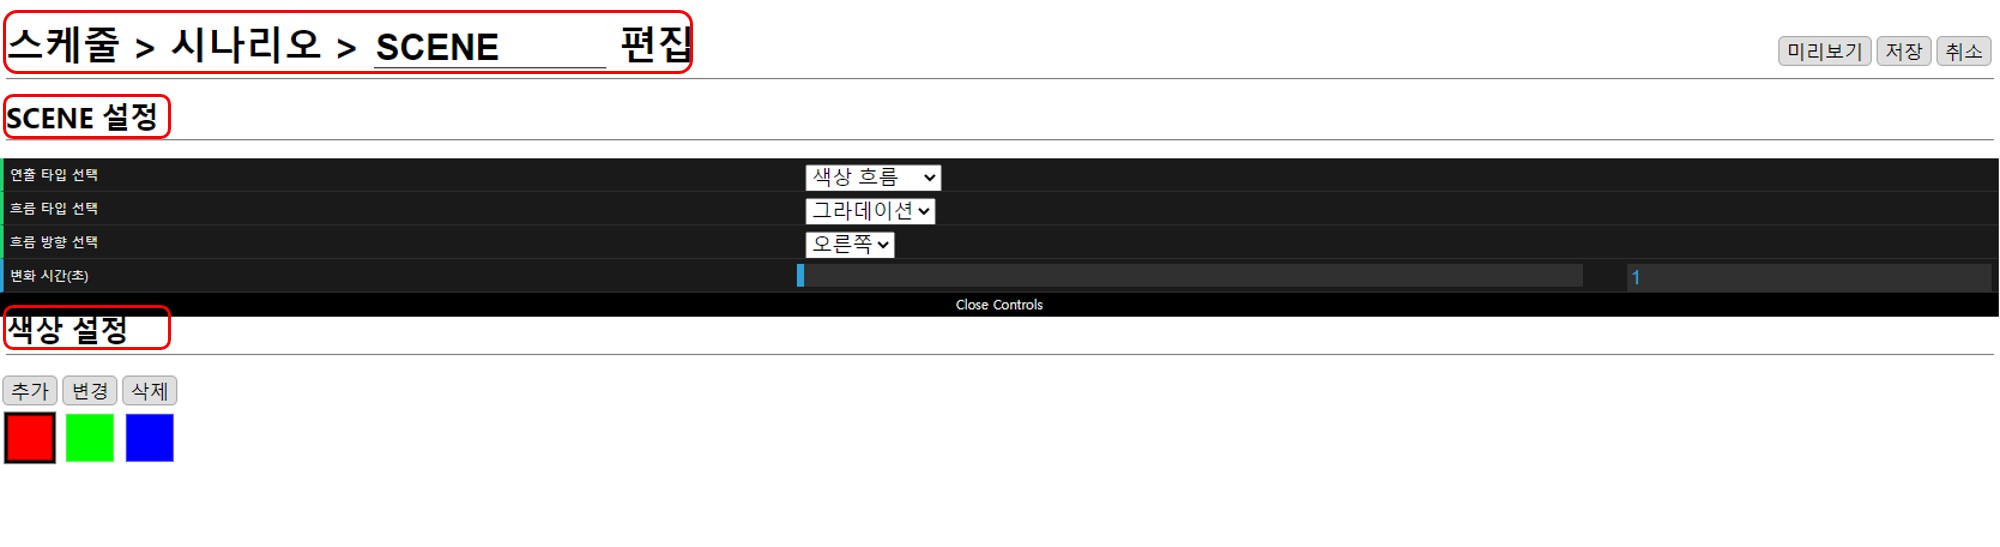 스케줄 > 시나리오 > SCENE 편집
미리보기 저장 취소
SCENE 설정
연출 타입 선택 색상 흐름
흐름 타입 선택 그라데이션
흐름 방향 선택 오른쪽
변화 시간(초) 1
Close Controls
색상 설정
추가 변경 삭제